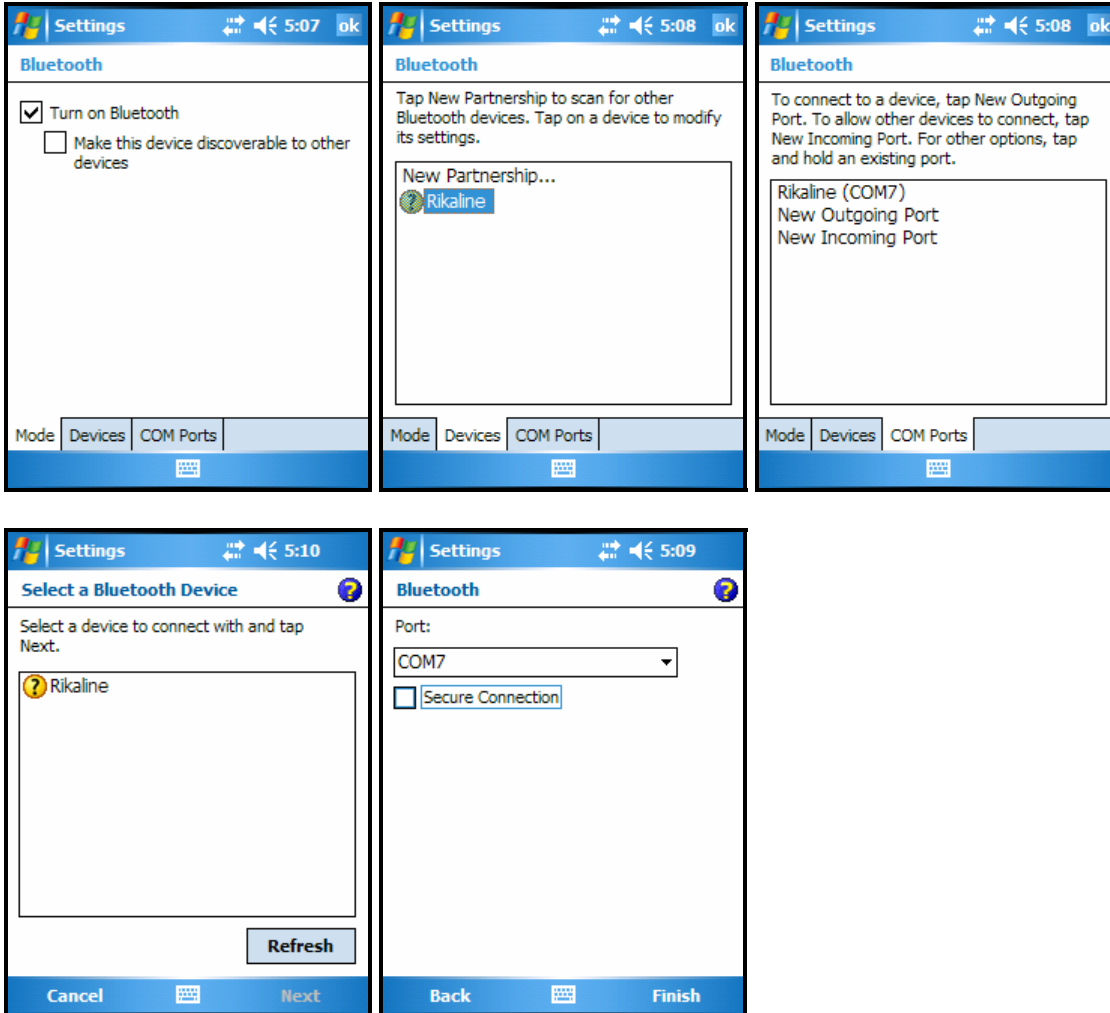 Settings 5:07 ok
Bluetooth
Turn on Bluetooth
Make this device discoverable to other
devices
Mode Devices COM Ports
Settings 5:08 ok
Bluetooth
Tap New Partnership to scan for other
Bluetooth devices. Tap on a device to modify
its settings.
New Partnership...
Rikaline
Mode Devices COM Ports
Settings 5:08 ok
Bluetooth
To connect to a device, tap New Outgoing
Port. To allow other devices to connect, tap
New Incoming Port. For other options, tap
and hold an existing port.
Rikaline (COM7)
New Outgoing Port
New Incoming Port
Mode Devices COM Ports
Settings 5:10
Select a Bluetooth Device
Select a device to connect with and tap
Next.
Rikaline
Refresh
Cancel Next
Settings 5:09
Bluetooth
Port:
COM7
Secure Connection
Back Finish